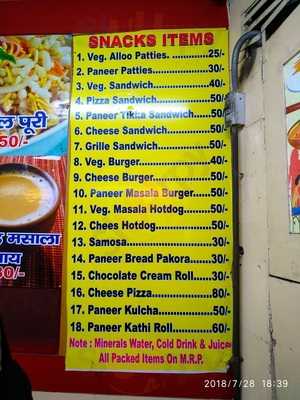 SNACKS ITEMS
1. Veg. Alloo Patties. ..............25/-
2. Paneer Patties...................30/-
3. Veg. Sandwich...................40/-
4. Pizza Sandwich..................50/-
5. Paneer Tikka Sandwich......50/-
6. Cheese Sandwich...............50/-
7. Grille Sandwich..................50/-
8. Veg. Burger........................40/-
9. Cheese Burger....................50/-
10. Paneer Masala Burger.......50/-
11. Veg. Masala Hotdog..........50/-
12. Chees Hotdog...................50/-
13. Samosa.............................30/-
14. Paneer Bread Pakora........30/-
15. Chocolate Cream Roll.......30/-
16. Cheese Pizza....................80/-
17. Paneer Kulcha..................50/-
18. Paneer Kathi Roll.............60/-
Note : Minerals Water, Cold Drink & Juice
All Packed Items On M.R.P.
पूरी
50/-
मसाला
30/-
2018/7/28 18:39